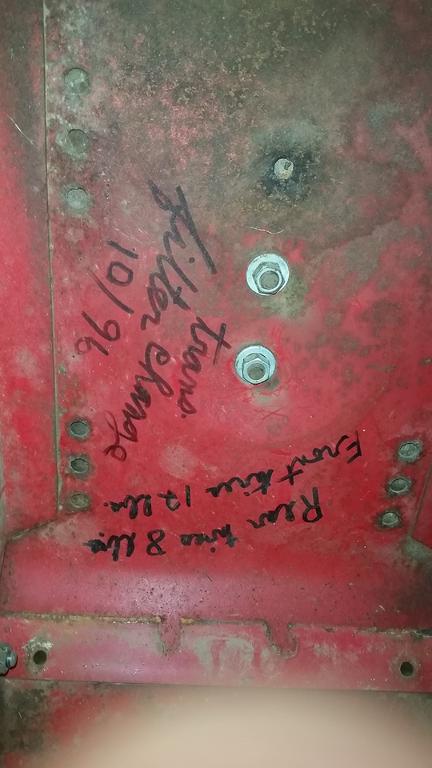 trans.
Filter change
10/96
Front tire 12 lbs.
Rear tire 8 lbs.